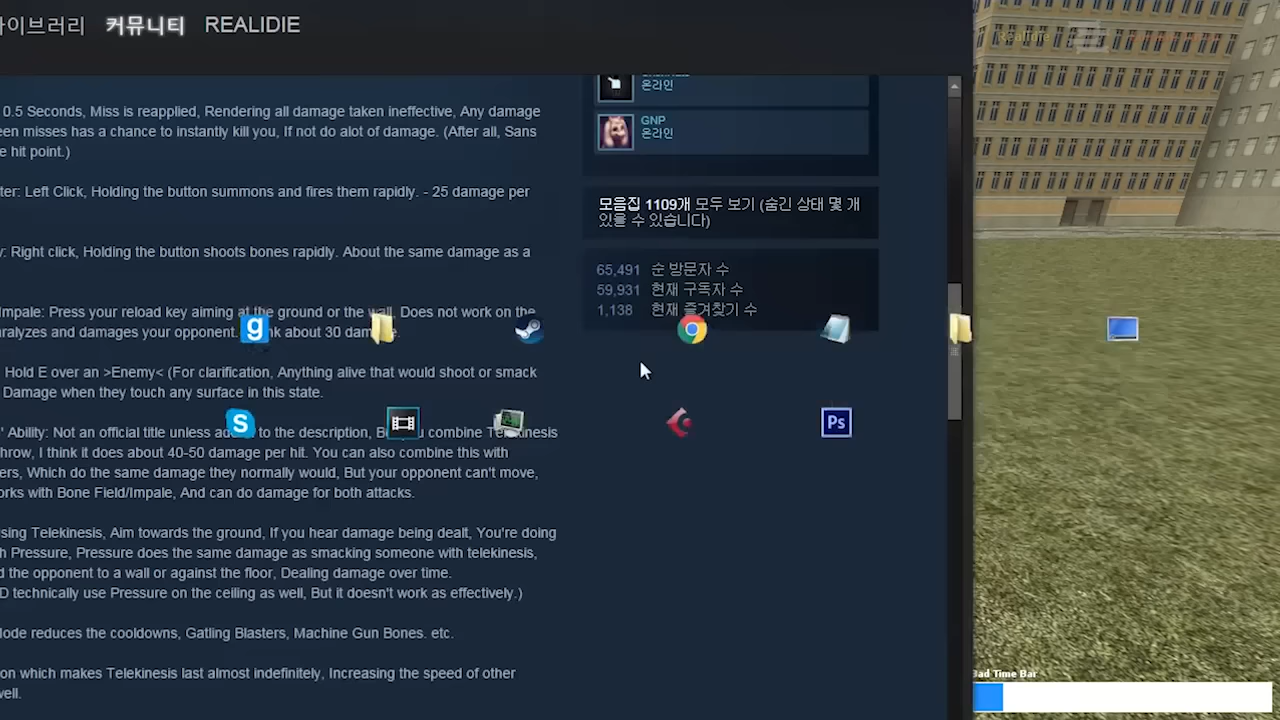 이브러리 커뮤니티 REALIDIE
0.5 Seconds, Miss is reapplied, Rendering all damage taken ineffective, Any damage
een misses has a chance to instantly kill you, If not do alot of damage. (After all, Sans
e hit point.)
ter: Left Click, Holding the button summons and fires them rapidly. - 25 damage per
y: Right click, Holding the button shoots bones rapidly. About the same damage as a
Impale: Press your reload key aiming at the ground or the wall. Does not work on the
aralyzes and damages your opponent. nk about 30 damage.
Hold E over an >Enemy< (For clarification, Anything alive that would shoot or smack
Damage when they touch any surface in this state.
' Ability: Not an official title unless to the description, combine Telekinesis
hrow, I think it does about 40-50 damage per hit. You can also combine this with
ers, Which do the same damage they normally would, But your opponent can't move,
orks with Bone Field/Impale, And can do damage for both attacks.
sing Telekinesis, Aim towards the ground, If you hear damage being dealt, You're doing
h Pressure, Pressure does the same damage as smacking someone with telekinesis,
d the opponent to a wall or against the floor, Dealing damage over time.
D technically use Pressure on the ceiling as well, But it doesn't work as effectively.)
lode reduces the cooldowns, Gatling Blasters, Machine Gun Bones. etc.
on which makes Telekinesis last almost indefinitely, Increasing the speed of other
well.
온라인
GNP
온라인
모음집 1109개 모두 보기 (숨긴 상태 몇 개
있을 수 있습니다)
65,491 순 방문자 수
59,931 현재 구독자 수
1,138 현재 즐겨찾기 수
g
S
Ps
Realidie
Bad Time Bar